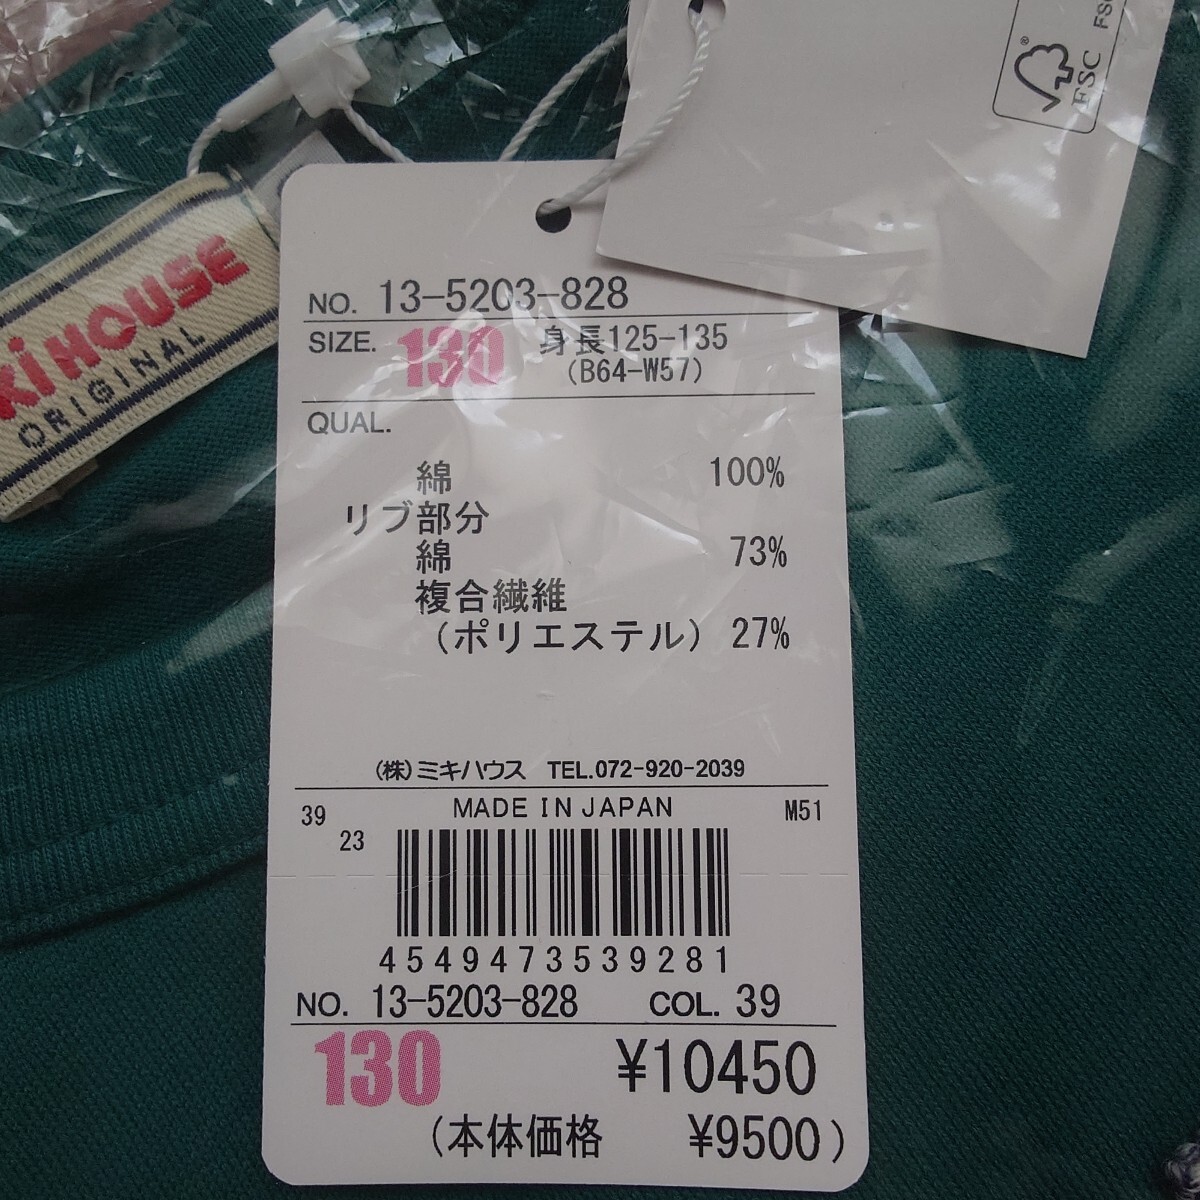 KiHOUSE
ORIGINAL
FSC
NO. 13-5203-828
SIZE. 130 身長125-135
(B64-W57)
QUAL.
綿 100%
リブ部分
綿 73%
複合繊維
(ポリエステル) 27%
(株)ミキハウス TEL.072-920-2039
39 MADE IN JAPAN M51
23
4549473539281
NO. 13-5203-828 COL. 39
130 ¥10450
(本体価格 ¥9500)